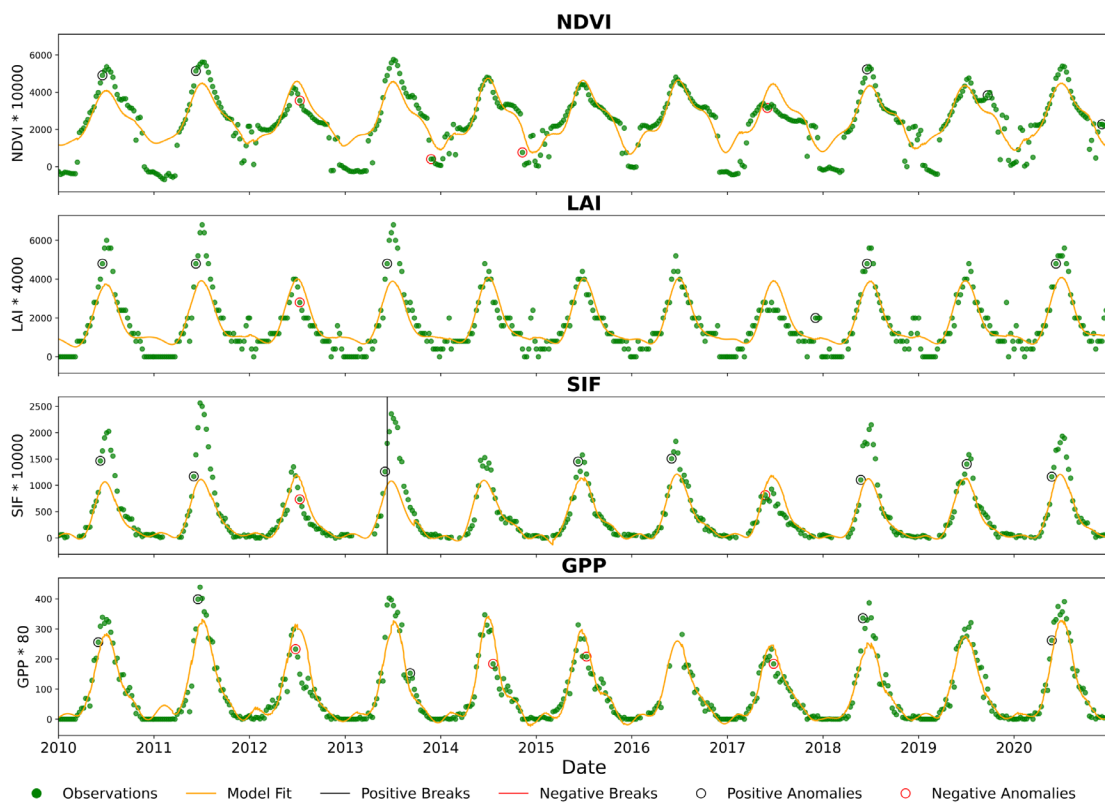 NDVI
NDVI * 10000
6000
4000
2000
0
LAI
LAI * 4000
6000
4000
2000
0
SIF
SIF * 10000
2500
2000
1500
1000
500
0
GPP
GPP * 80
400
300
200
100
0
2010 2011 2012 2013 2014 2015 2016 2017 2018 2019 2020
Date
Observations Model Fit Positive Breaks Negative Breaks Positive Anomalies Negative Anomalies